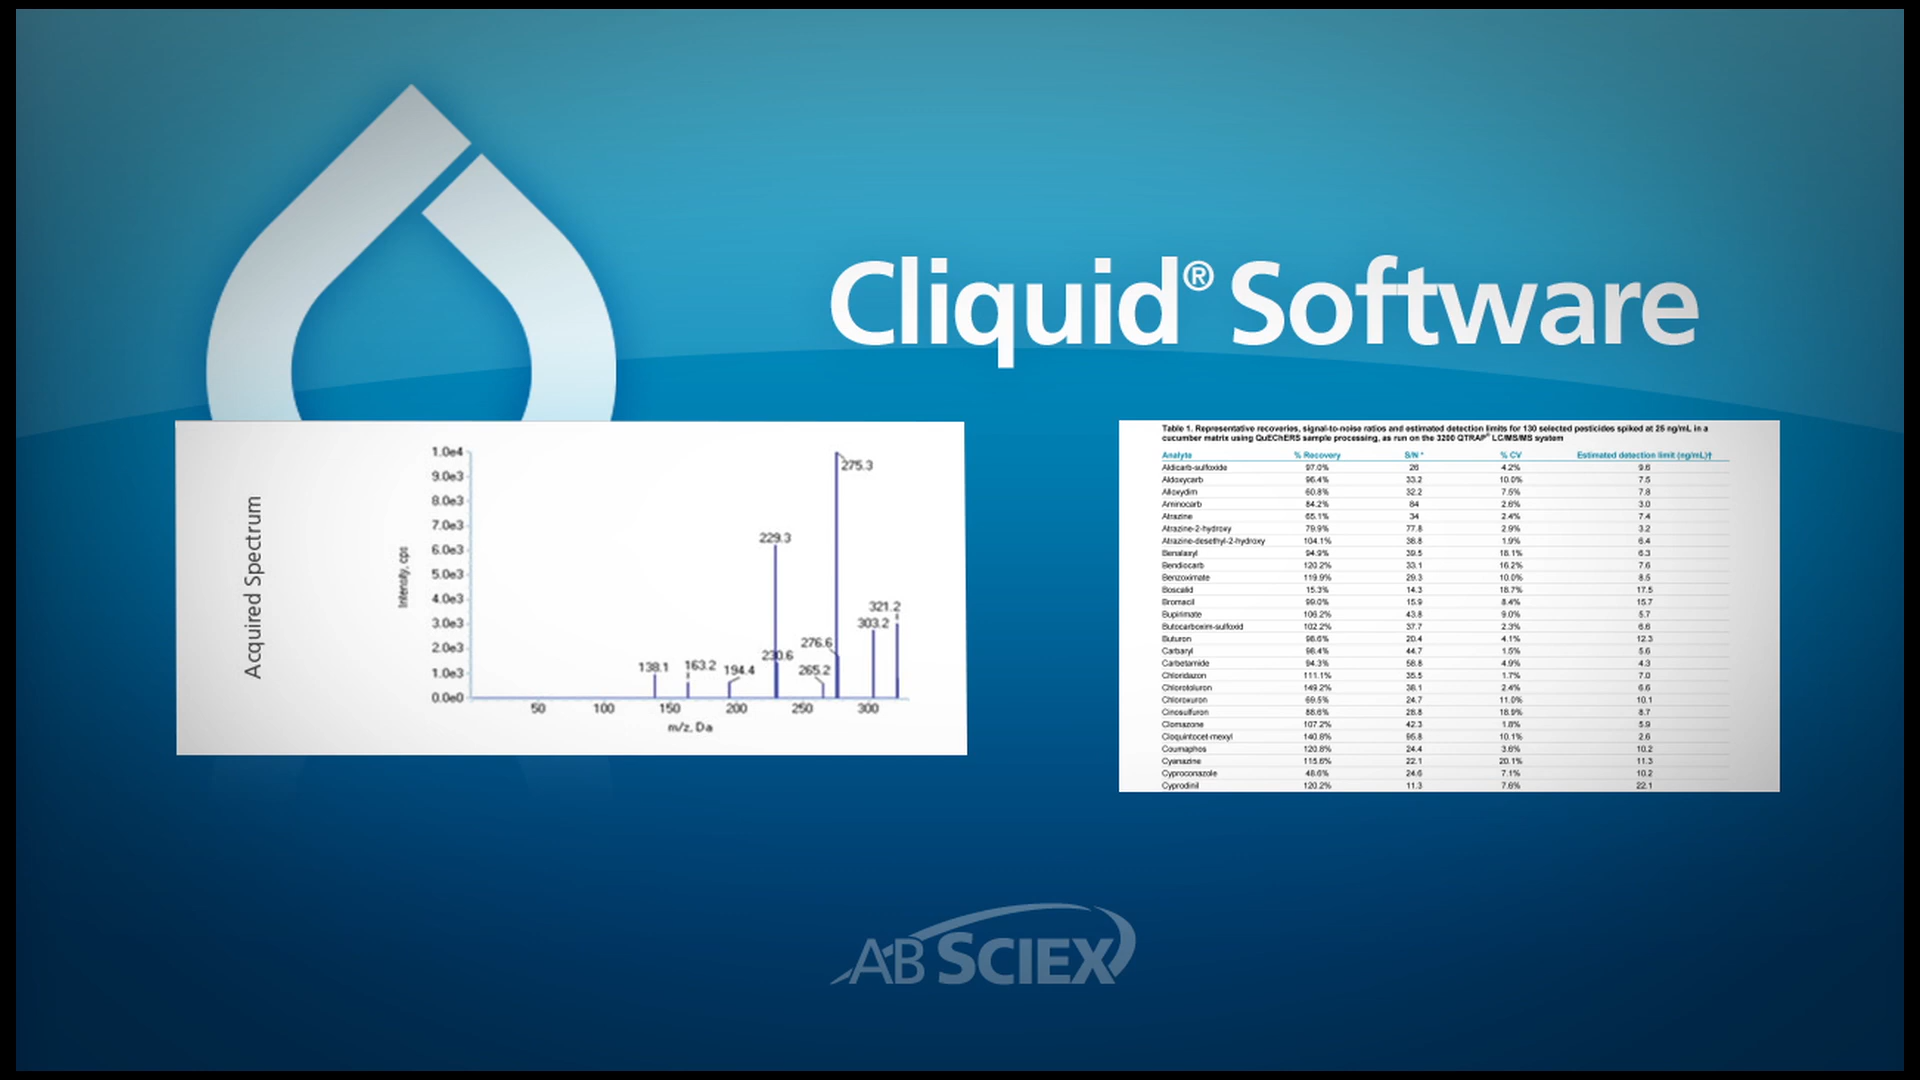 Cliquid® Software
Acquired Spectrum
Intensity, cps
1.0e4
9.0e3
8.0e3
7.0e3
6.0e3
5.0e3
4.0e3
3.0e3
2.0e3
1.0e3
0.0e0
275.3
229.3
321.2
303.2
276.6
230.6
138.1
163.2
194.4
265.2
50 100 150 200 250 300
m/z, Da
Table 1. Representative recoveries, signal-to-noise ratios and estimated detection limits for 130 selected pesticides spiked at 25 ng/mL in a
cucumber matrix using QuEChERS sample processing, as run on the 3200 QTRAP® LC/MS/MS system
Analyte % Recovery S/N * % CV Estimated detection limit (ng/mL)†
Aldicarb-sulfoxide 97.0% 26 4.2% 9.6
Aldoxycarb 96.4% 33.2 10.0% 7.5
Alloxydim 60.8% 32.2 7.5% 7.8
Aminocarb 84.2% 84 2.6% 3.0
Atrazine 65.1% 34 2.4% 7.4
Atrazine-2-hydroxy 79.9% 77.8 2.9% 3.2
Atrazine-desethyl-2-hydroxy 104.1% 38.8 1.9% 6.4
Benalaxyl 94.9% 39.5 18.1% 6.3
Bendiocarb 120.2% 33.1 16.2% 7.6
Benzoximate 119.9% 29.3 10.0% 8.5
Boscalid 15.3% 14.3 18.7% 17.5
Bromacil 99.0% 15.9 8.4% 15.7
Bupirimate 106.2% 43.8 9.0% 5.7
Butocarboxim-sulfoxid 102.2% 37.7 2.3% 6.6
Buturon 98.6% 20.4 4.1% 12.3
Carbaryl 98.4% 44.7 1.5% 5.6
Carbetamide 94.3% 58.8 4.9% 4.3
Chloridazon 111.1% 35.5 1.7% 7.0
Chlorotoluron 149.2% 38.1 2.4% 6.6
Chloroxuron 69.5% 24.7 11.0% 10.1
Cinosulfuron 88.6% 28.8 18.9% 8.7
Clomazone 107.2% 42.3 1.8% 5.9
Cloquintocet-mexyl 140.8% 95.8 10.1% 2.6
Coumaphos 120.8% 24.4 3.6% 10.2
Cyanazine 115.6% 22.1 20.1% 11.3
Cyproconazole 48.6% 24.6 7.1% 10.2
Cyprodinil 120.2% 11.3 7.6% 22.1
AB SCIEX